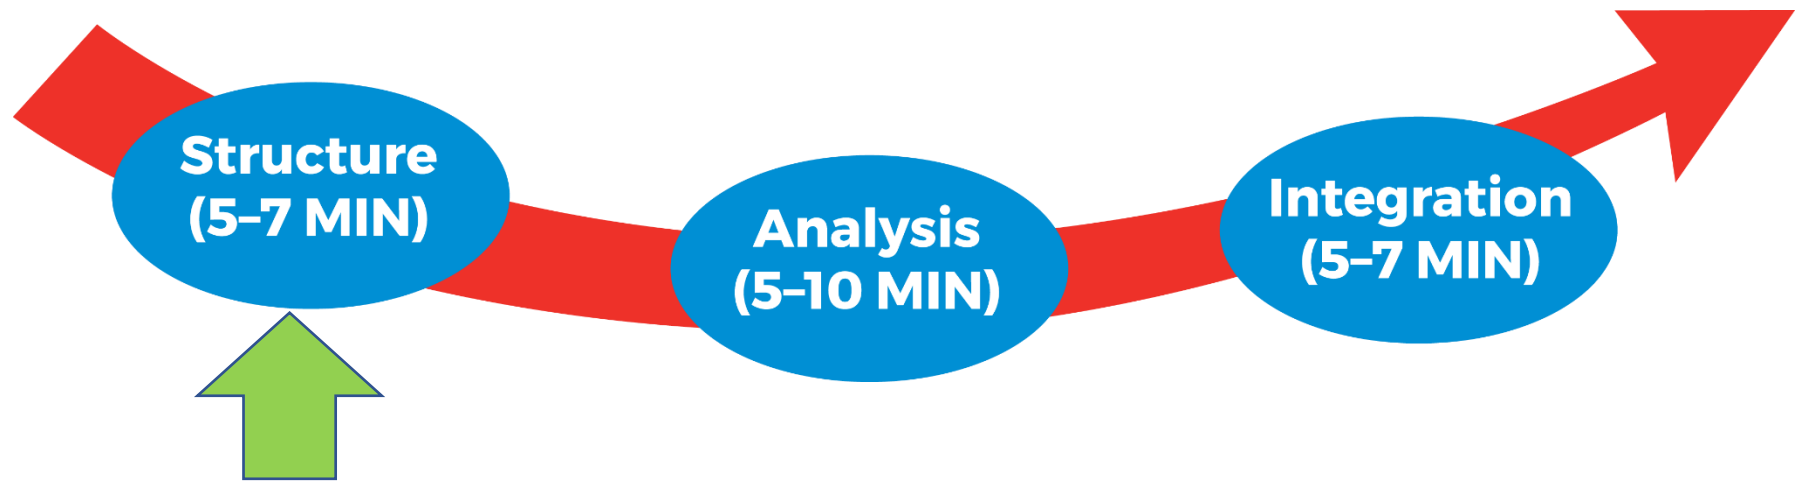 Structure
(5–7 MIN)
Analysis
(5–10 MIN)
Integration
(5–7 MIN)